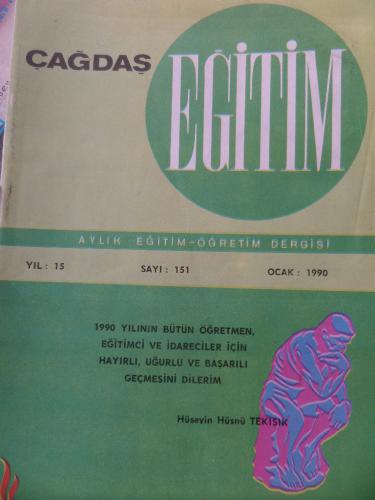 ÇAĞDAŞ
EĞİTİM
AYLIK EĞİTİM-ÖĞRETİM DERGİSİ
YIL : 15 SAYI : 151 OCAK : 1990
1990 YILININ BÜTÜN ÖĞRETMEN,
EĞİTİMCİ VE İDARECİLER İÇİN
HAYIRLI, UĞURLU VE BAŞARILI
GEÇMESİNİ DİLERİM
Hüseyin Hüsnü TEKIŞIK